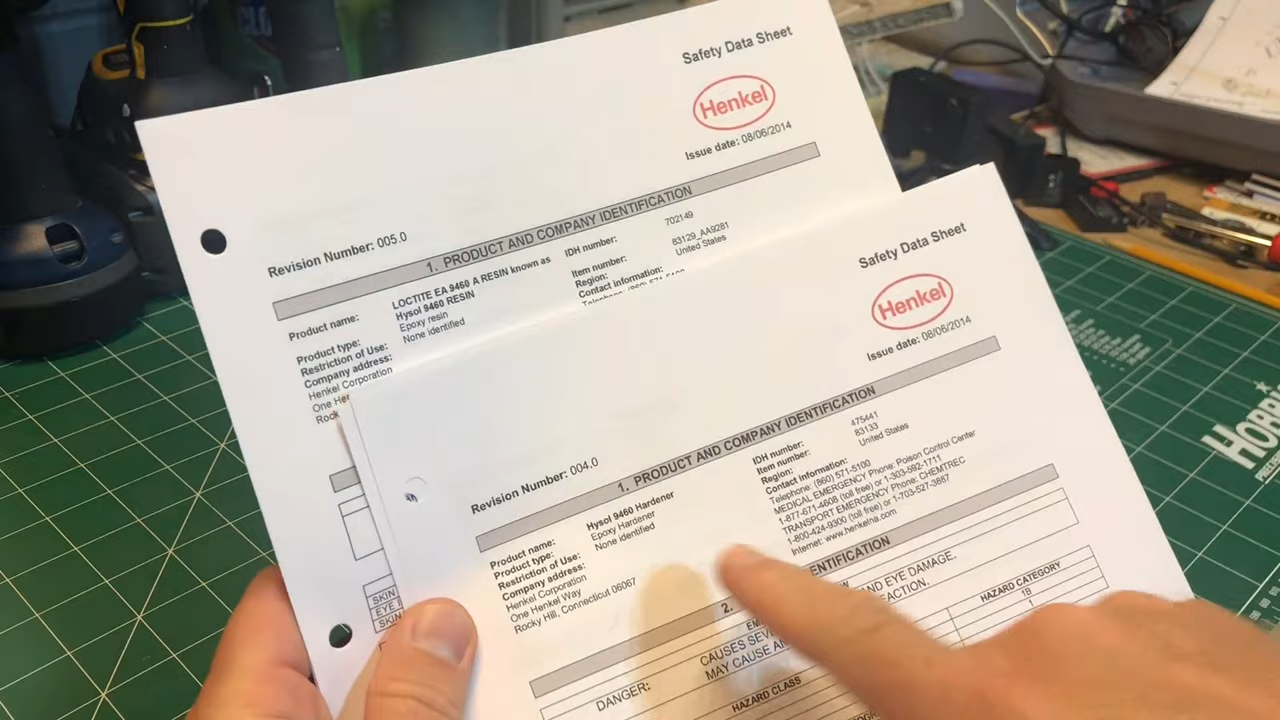 Safety Data Sheet
Henkel
Revision Number: 005.0
Issue date: 08/06/2014
1. PRODUCT AND COMPANY IDENTIFICATION
Product name: LOCTITE EA 9460 A RESIN known as
Hysol 9460 RESIN
Product type: Epoxy resin
Restriction of Use: None identified
Company address:
Henkel Corporation
One
IDH number: 702149
Item number: 83129_AA9281
Region: United States
Contact information:
SKIN
EYE
SKIN
Safety Data Sheet
Henkel
Revision Number: 004.0
Issue date: 08/06/2014
1. PRODUCT AND COMPANY IDENTIFICATION
Product name: Hysol 9460 Hardener
Product type: Epoxy Hardener
Restriction of Use: None identified
Company address:
Henkel Corporation
One Henkel Way
Rocky Hill, Connecticut 06067
IDH number: 475441
Item number: 83133
Region: United States
Contact information:
Telephone: (860) 571-5100
MEDICAL EMERGENCY Phone: Poison Control Center
1-877-671-4608 (toll free) or 1-303-592-1711
TRANSPORT EMERGENCY Phone: CHEMTREC
1-800-424-9300 (toll free) or 1-703-527-3887
Internet: www.henkelna.com
2. ENTIFICATION
DANGER: CAUSES SEVE AND EYE DAMAGE.
MAY CAUSE EACTION.
HAZARD CLASS HAZARD CATEGORY
1B
1